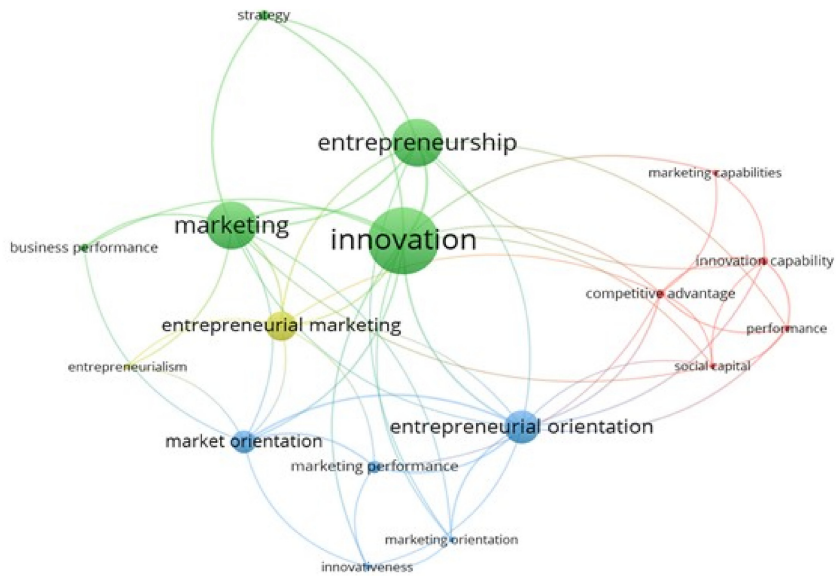 strategy
entrepreneurship
marketing capabilities
marketing
innovation
business performance
innovation capability
competitive advantage
entrepreneurial marketing
performance
entrepreneurialism
social capital
entrepreneurial orientation
market orientation
marketing performance
marketing orientation
innovativeness